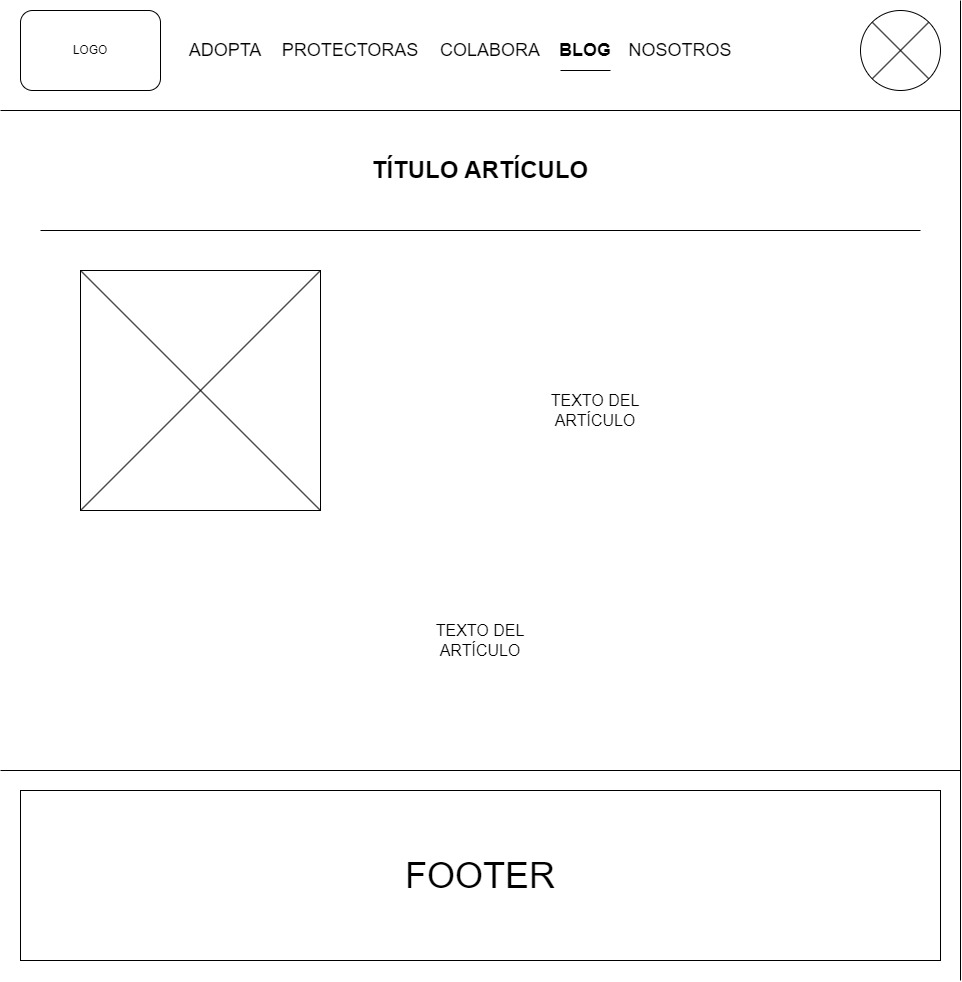 LOGO
ADOPTA PROTECTORAS COLABORA BLOG NOSOTROS
TÍTULO ARTÍCULO
TEXTO DEL
ARTÍCULO
TEXTO DEL
ARTÍCULO
FOOTER